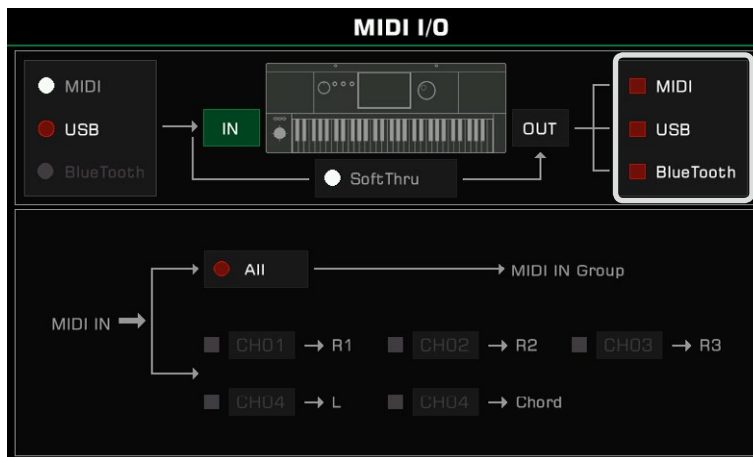 MIDI I/O
MIDI
USB
BlueTooth
IN
OUT
SoftThru
MIDI
USB
BlueTooth
MIDI IN
All
MIDI IN Group
CH01 → R1 CH02 → R2 CH03 → R3
CH04 → L CH04 → Chord